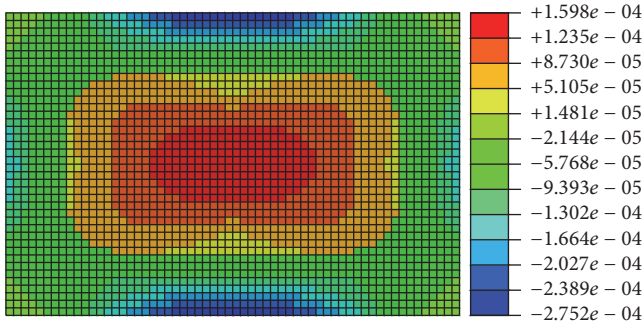 +1.598e − 04
+1.235e − 04
+8.730e − 05
+5.105e − 05
+1.481e − 05
−2.144e − 05
−5.768e − 05
−9.393e − 05
−1.302e − 04
−1.664e − 04
−2.027e − 04
−2.389e − 04
−2.752e − 04